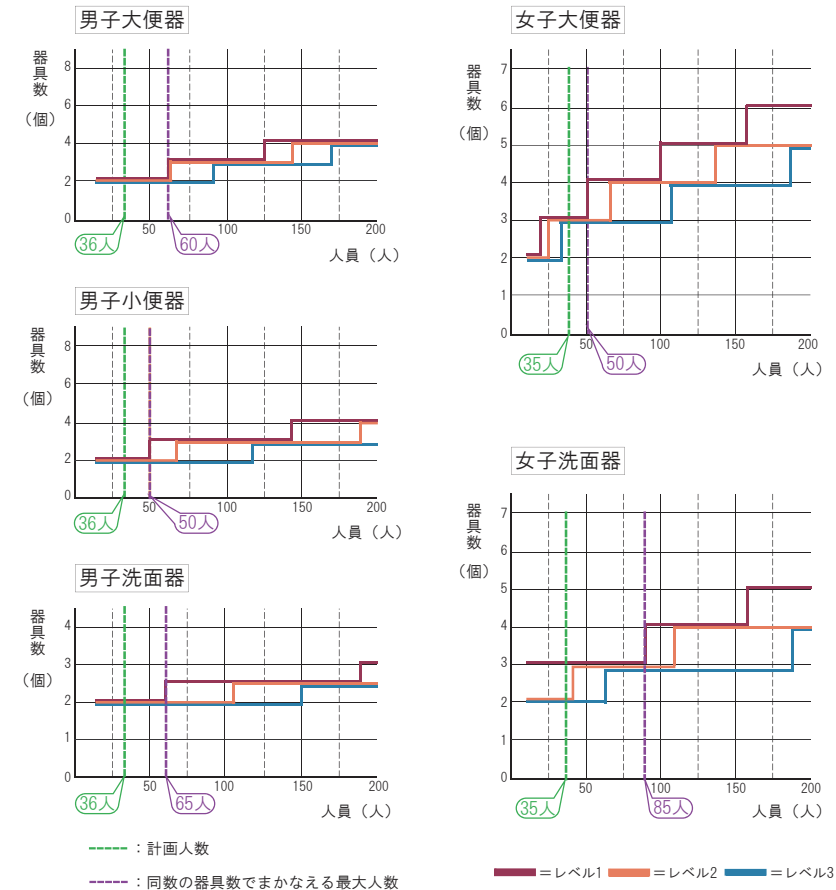 男子大便器
器具数
（個）
8
6
4
2
0
50
100
150
200
36人
60人
人員（人）
男子小便器
器具数
（個）
8
6
4
2
0
50
100
150
200
36人
50人
人員（人）
男子洗面器
器具数
（個）
4
3
2
1
0
50
100
150
200
36人
65人
人員（人）
：計画人数
：同数の器具数でまかなえる最大人数
女子大便器
器具数
（個）
7
6
5
4
3
2
1
0
50
100
150
200
35人
50人
人員（人）
女子洗面器
器具数
（個）
7
6
5
4
3
2
1
0
50
100
150
200
35人
85人
人員（人）
＝レベル1 ＝レベル2 ＝レベル3